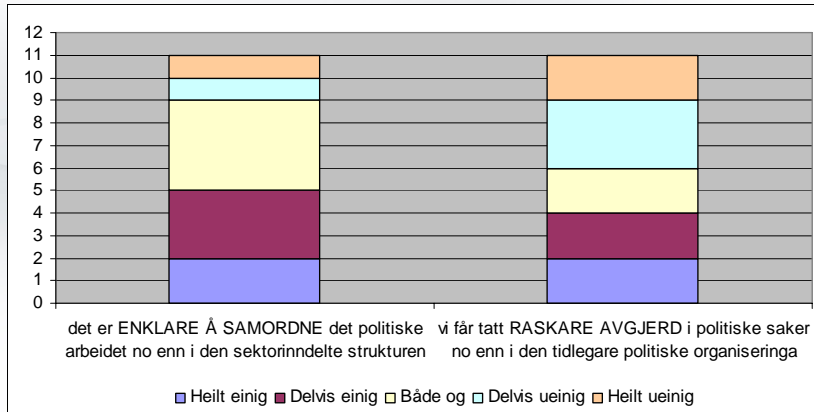 12
11
10
9
8
7
6
5
4
3
2
1
0
det er ENKLARE Å SAMORDNE det politiske
arbeidet no enn i den sektorinndelte strukturen
vi får tatt RASKARE AVGJERD i politiske saker
no enn i den tidlegare politiske organiseringa
Heilt einig Delvis einig Både og Delvis ueinig Heilt ueinig